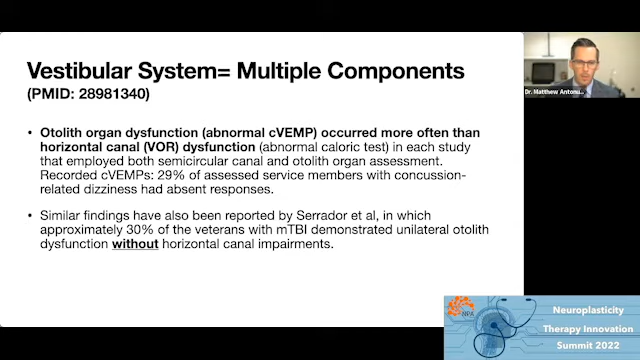 Vestibular System= Multiple Components
(PMID: 28981340)
• Otolith organ dysfunction (abnormal cVEMP) occurred more often than
horizontal canal (VOR) dysfunction (abnormal caloric test) in each study
that employed both semicircular canal and otolith organ assessment.
Recorded cVEMPs: 29% of assessed service members with concussion-
related dizziness had absent responses.
• Similar findings have also been reported by Serrador et al, in which
approximately 30% of the veterans with mTBI demonstrated unilateral otolith
dysfunction without horizontal canal impairments.
Dr. Matthew Antonu...
NPA
Neuroplasticity
Therapy Innovation
Summit 2022